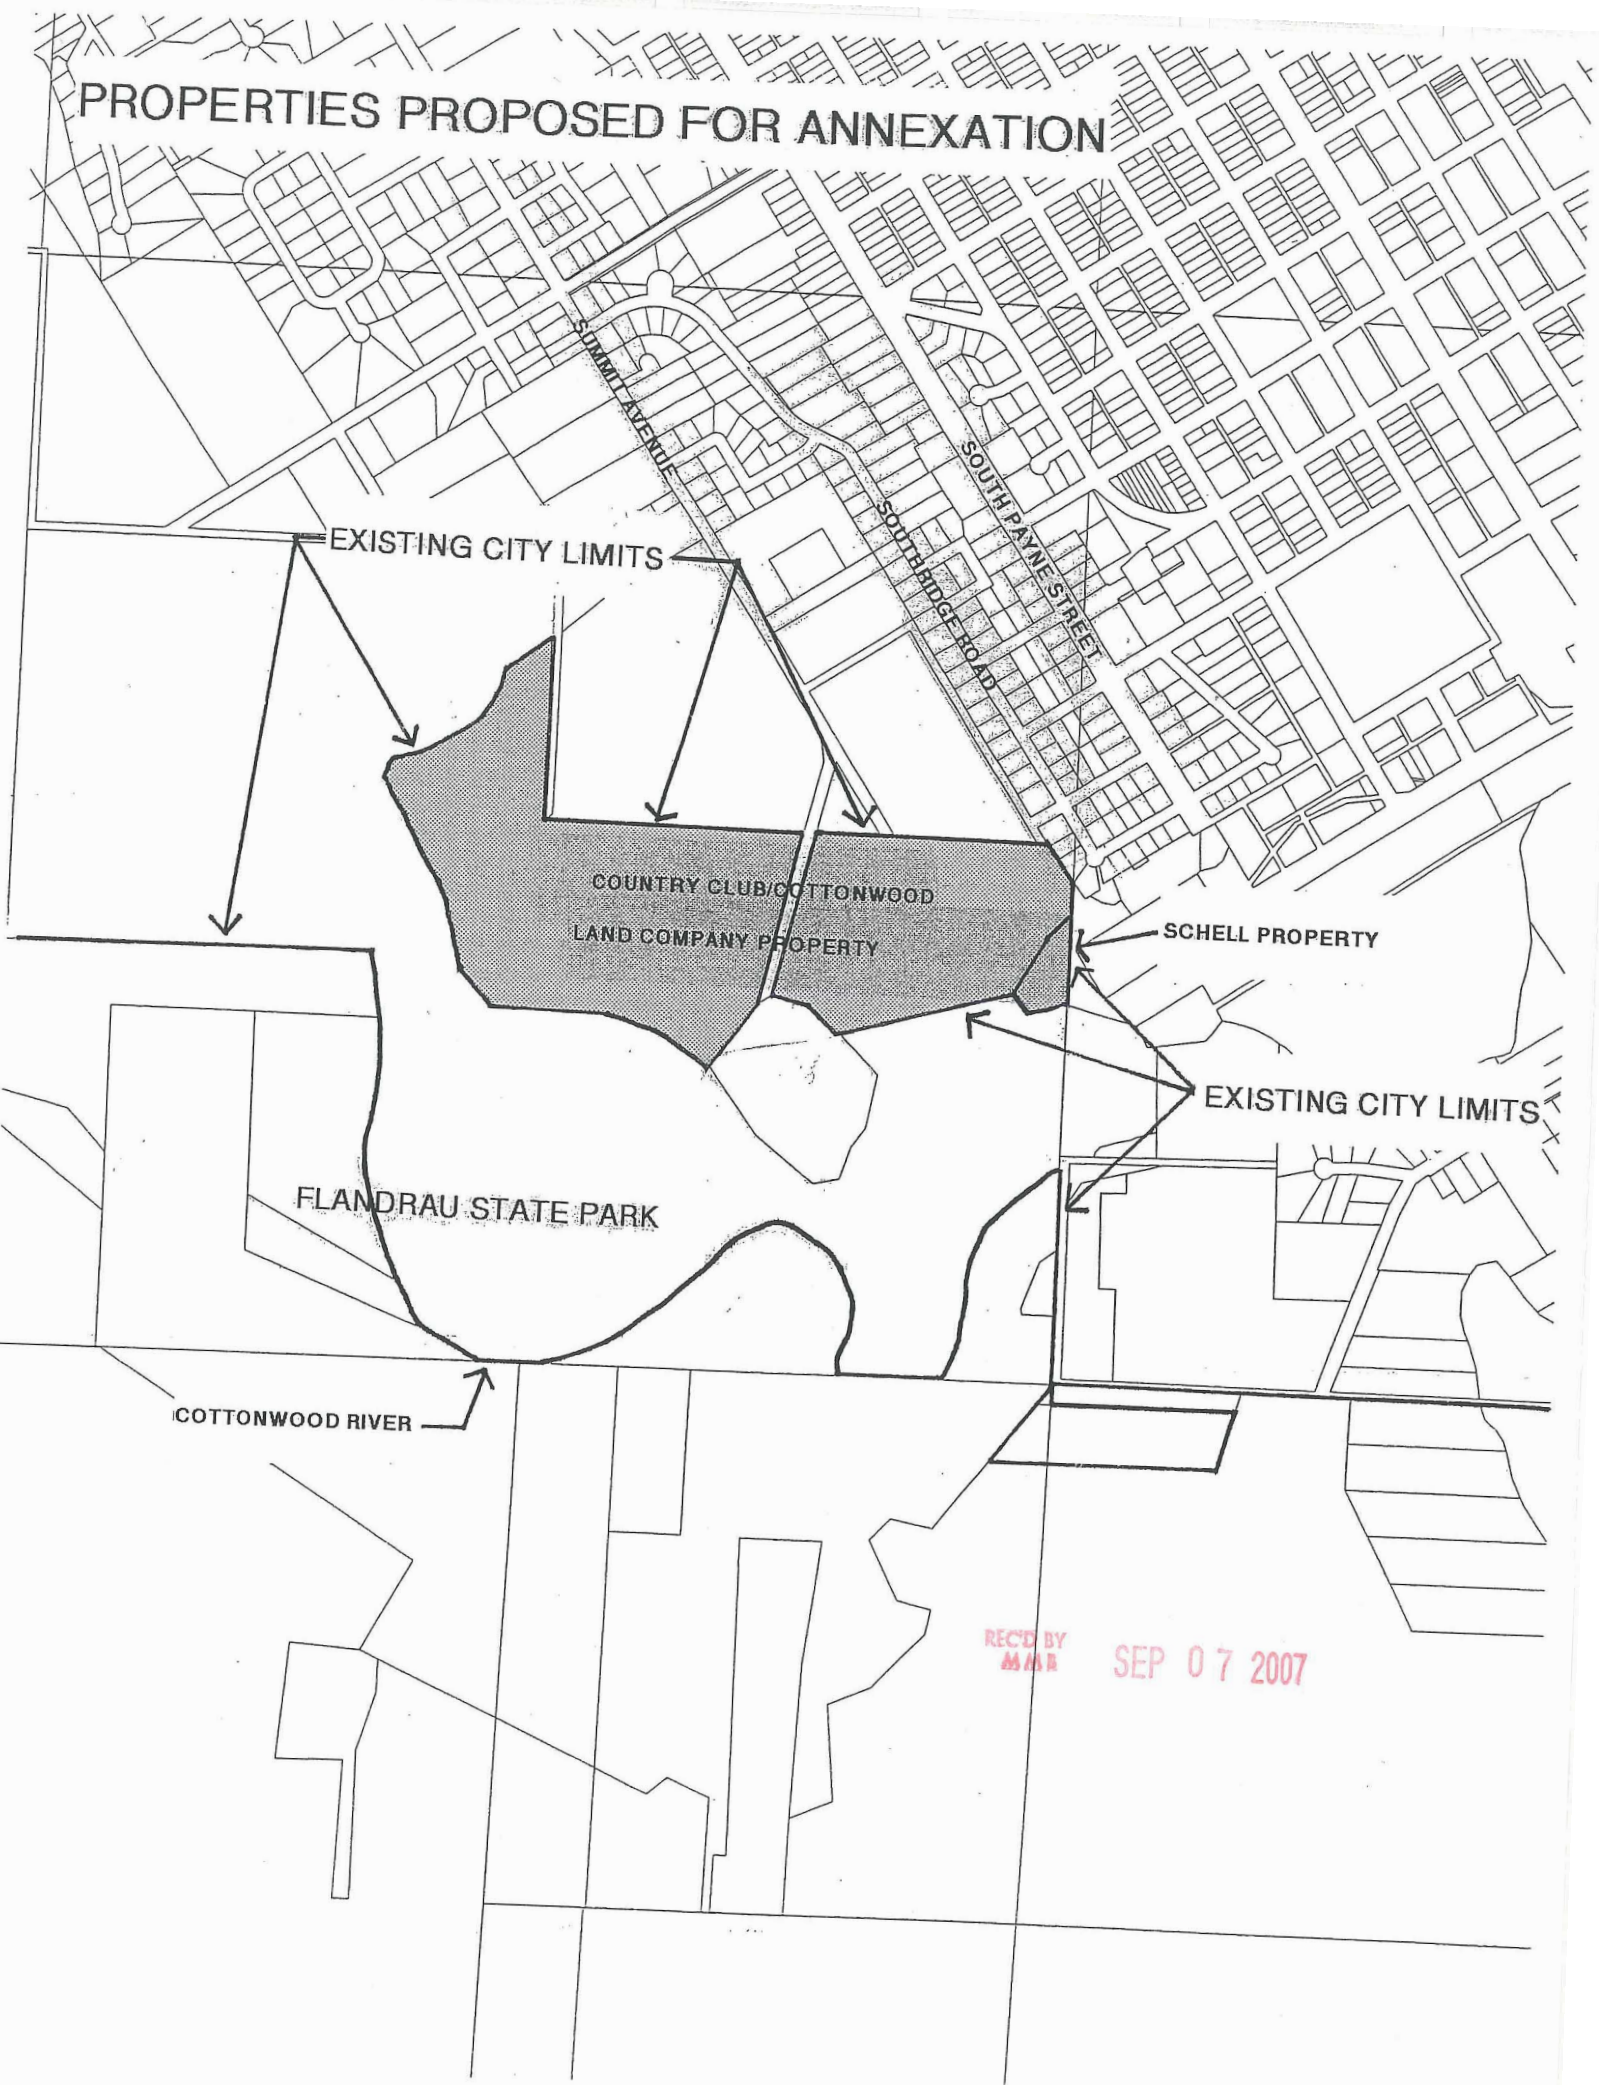 PROPERTIES PROPOSED FOR ANNEXATION
SUMMIT AVENUE
SOUTH PAYNE STREET
SOUTHRIDGE ROAD
EXISTING CITY LIMITS
COUNTRY CLUB/COTTONWOOD
LAND COMPANY PROPERTY
SCHELL PROPERTY
EXISTING CITY LIMITS
FLANDRAU STATE PARK
COTTONWOOD RIVER
REC'D BY
MMB
SEP 07 2007